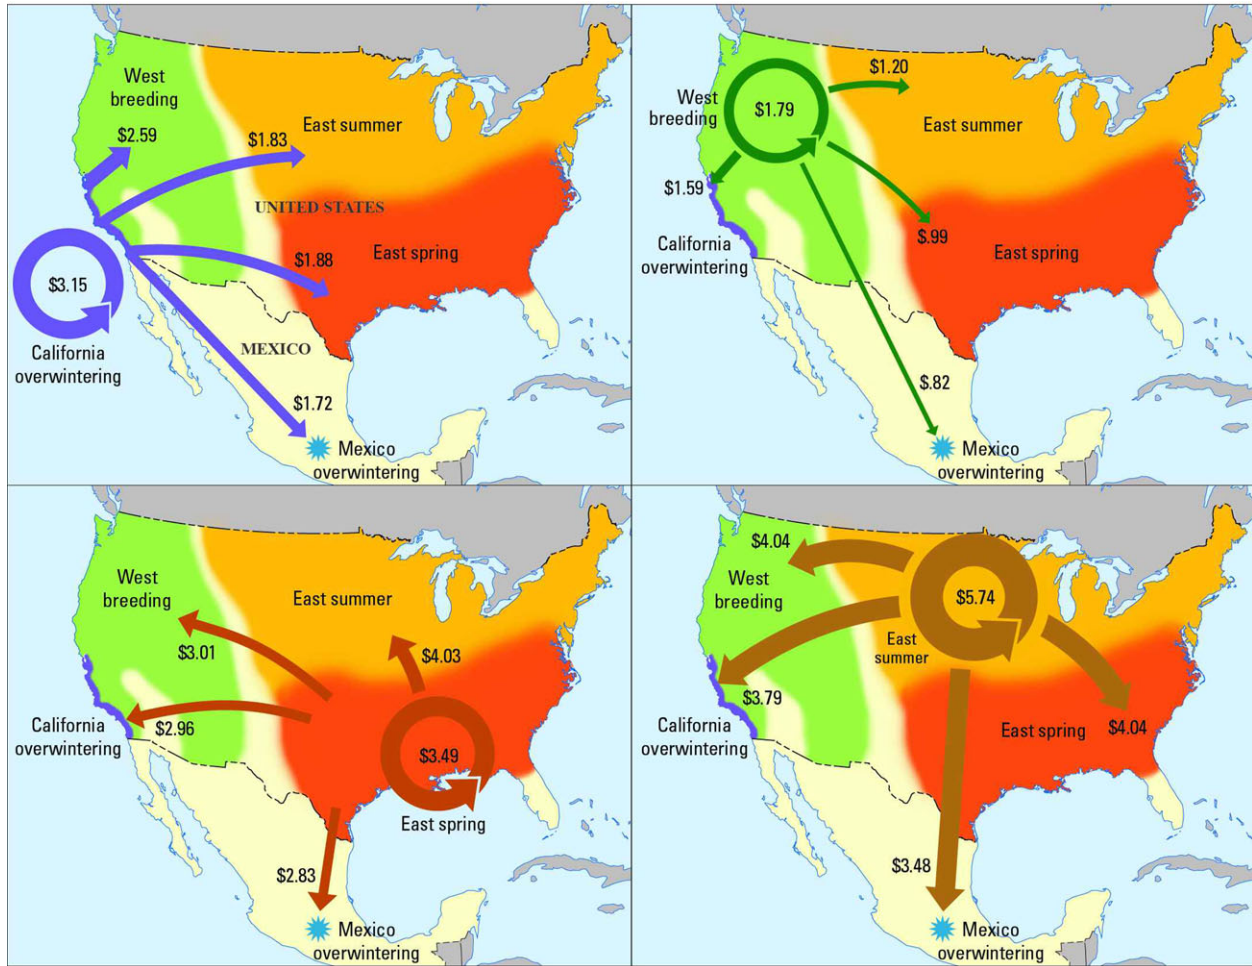 West
breeding
$2.59
$1.83
East summer
UNITED STATES
East spring
$1.88
$3.15
MEXICO
California
overwintering
$1.72
Mexico
overwintering
$1.20
West
breeding
$1.79
East summer
$1.59
$.99
East spring
California
overwintering
$.82
Mexico
overwintering
West
breeding
East summer
$3.01
$4.03
California
overwintering
$2.96
$3.49
East spring
$2.83
Mexico
overwintering
$4.04
West
breeding
$5.74
East
summer
$3.79
California
overwintering
East spring
$4.04
$3.48
Mexico
overwintering